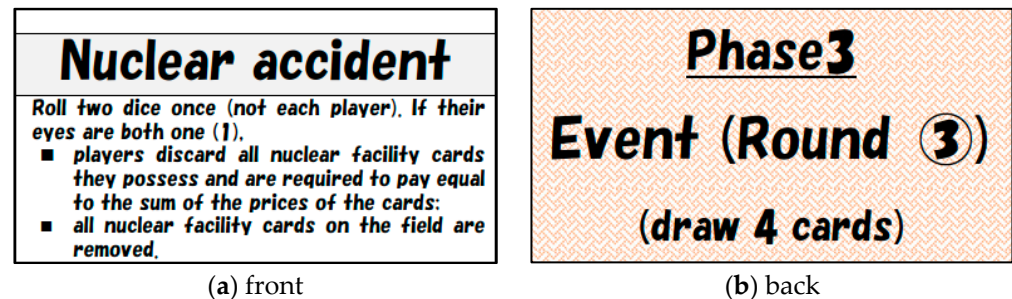 Nuclear accident
Roll two dice once (not each player). If their
eyes are both one (1),
■ players discard all nuclear facility cards
they possess and are required to pay equal
to the sum of the prices of the cards:
■ all nuclear facility cards on the field are
removed.
(a) front
Phase3
Event (Round ③)
(draw 4 cards)
(b) back